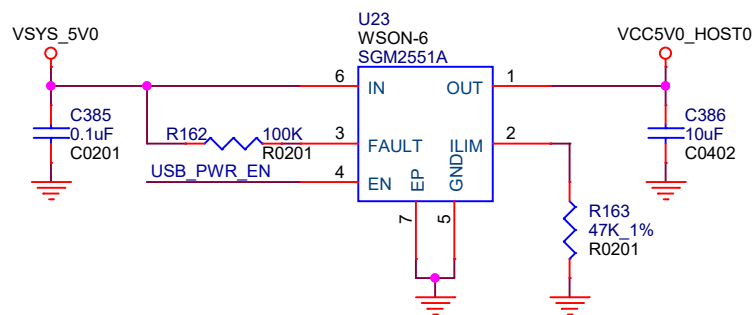 U23
WSON-6
SGM2551A
VSYS_5V0
VCC5V0_HOST0
6
IN
OUT
1
C385
0.1uF
C0201
R162
100K
R0201
3
FAULT
ILIM
2
C386
10uF
C0402
USB_PWR_EN
4
EN
EP
GND
7
5
R163
47K_1%
R0201